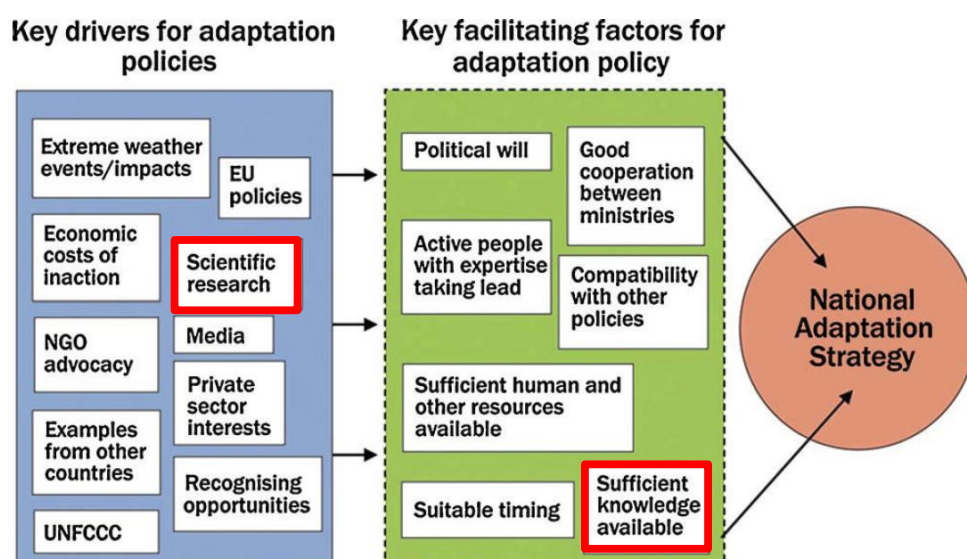 Key drivers for adaptation
policies
Extreme weather
events/impacts
EU
policies
Economic
costs of
inaction
Scientific
research
NGO
advocacy
Media
Private
sector
interests
Examples
from other
countries
Recognising
opportunities
UNFCCC
Key facilitating factors for
adaptation policy
Political will
Good
cooperation
between
ministries
Active people
with expertise
taking lead
Compatibility
with other
policies
Sufficient human and
other resources
available
Suitable timing
Sufficient
knowledge
available
National
Adaptation
Strategy